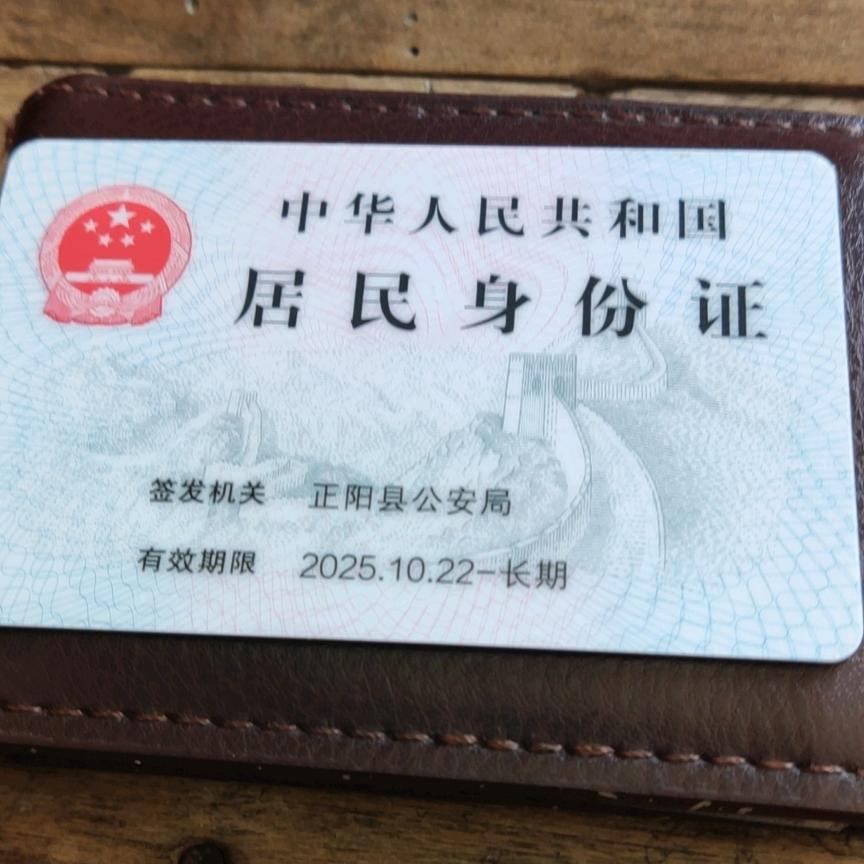 中华人民共和国
居民身份证
签发机关 正阳县公安局
有效期限 2025.10.22-长期